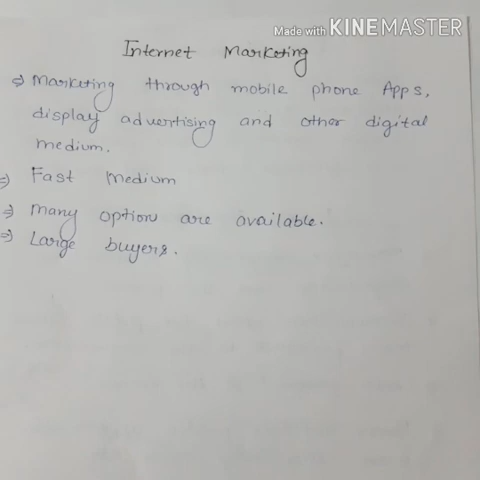 Made with KINEMASTER
Internet Marketing
⇒ Marketing through mobile phone Apps,
display advertising and other digital
medium.
⇒ Fast Medium
⇒ Many option are available.
⇒ Large buyers.